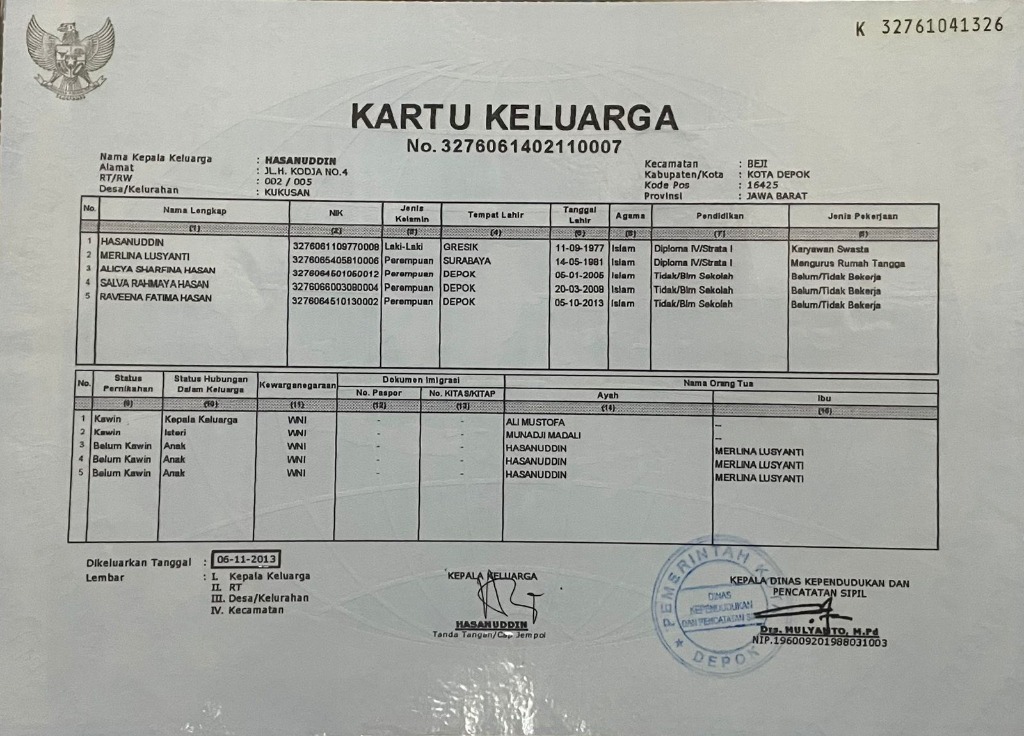 K 32761041326
KARTU KELUARGA
No. 3276061402110007
Nama Kepala Keluarga : HASANUDDIN
Alamat : JL.H. KODJA NO.4
RT/RW : 002 / 005
Desa/Kelurahan : KUKUSAN
Kecamatan : BEJI
Kabupaten/Kota : KOTA DEPOK
Kode Pos : 16425
Provinsi : JAWA BARAT
No. Nama Lengkap NIK Jenis Kelamin Tempat Lahir Tanggal Lahir Agama Pendidikan Jenis Pekerjaan
(1) (2) (3) (4) (5) (6) (7) (8)
1 HASANUDDIN 3276061109770008 Laki-Laki GRESIK 11-09-1977 Islam Diploma IV/Strata I Karyawan Swasta
2 MERLINA LUSYANTI 3276065405810006 Perempuan SURABAYA 14-05-1981 Islam Diploma IV/Strata I Mengurus Rumah Tangga
3 ALICYA SHARFINA HASAN 3276064601060012 Perempuan DEPOK 06-01-2006 Islam Tidak/Blm Sekolah Belum/Tidak Bekerja
4 SALVA RAHMAYA HASAN 3276066003080004 Perempuan DEPOK 20-03-2008 Islam Tidak/Blm Sekolah Belum/Tidak Bekerja
5 RAVEENA FATIMA HASAN 3276064510130002 Perempuan DEPOK 05-10-2013 Islam Tidak/Blm Sekolah Belum/Tidak Bekerja
No. Status Pernikahan Status Hubungan Dalam Keluarga Kewarganegaraan Dokumen Imigrasi Nama Orang Tua
No. Paspor No. KITAS/KITAP Ayah Ibu
(9) (10) (11) (12) (13) (14) (15)
1 Kawin Kepala Keluarga WNI - - ALI MUSTOFA --
2 Kawin Isteri WNI - - MUNADJI MADALI --
3 Belum Kawin Anak WNI - - HASANUDDIN MERLINA LUSYANTI
4 Belum Kawin Anak WNI - - HASANUDDIN MERLINA LUSYANTI
5 Belum Kawin Anak WNI - - HASANUDDIN MERLINA LUSYANTI
Dikeluarkan Tanggal : 06-11-2013
Lembar : I. Kepala Keluarga
II. RT
III. Desa/Kelurahan
IV. Kecamatan
KEPALA KELUARGA
HASANUDDIN
Tanda Tangan/Cap Jempol
KEPALA DINAS KEPENDUDUKAN DAN
PENCATATAN SIPIL
Drs. MULYANTO, M.Pd
NIP.196009201988031003
PEMERINTAH
DINAS
KEPENDUDUKAN
DAN PENCATATAN
DEPOK